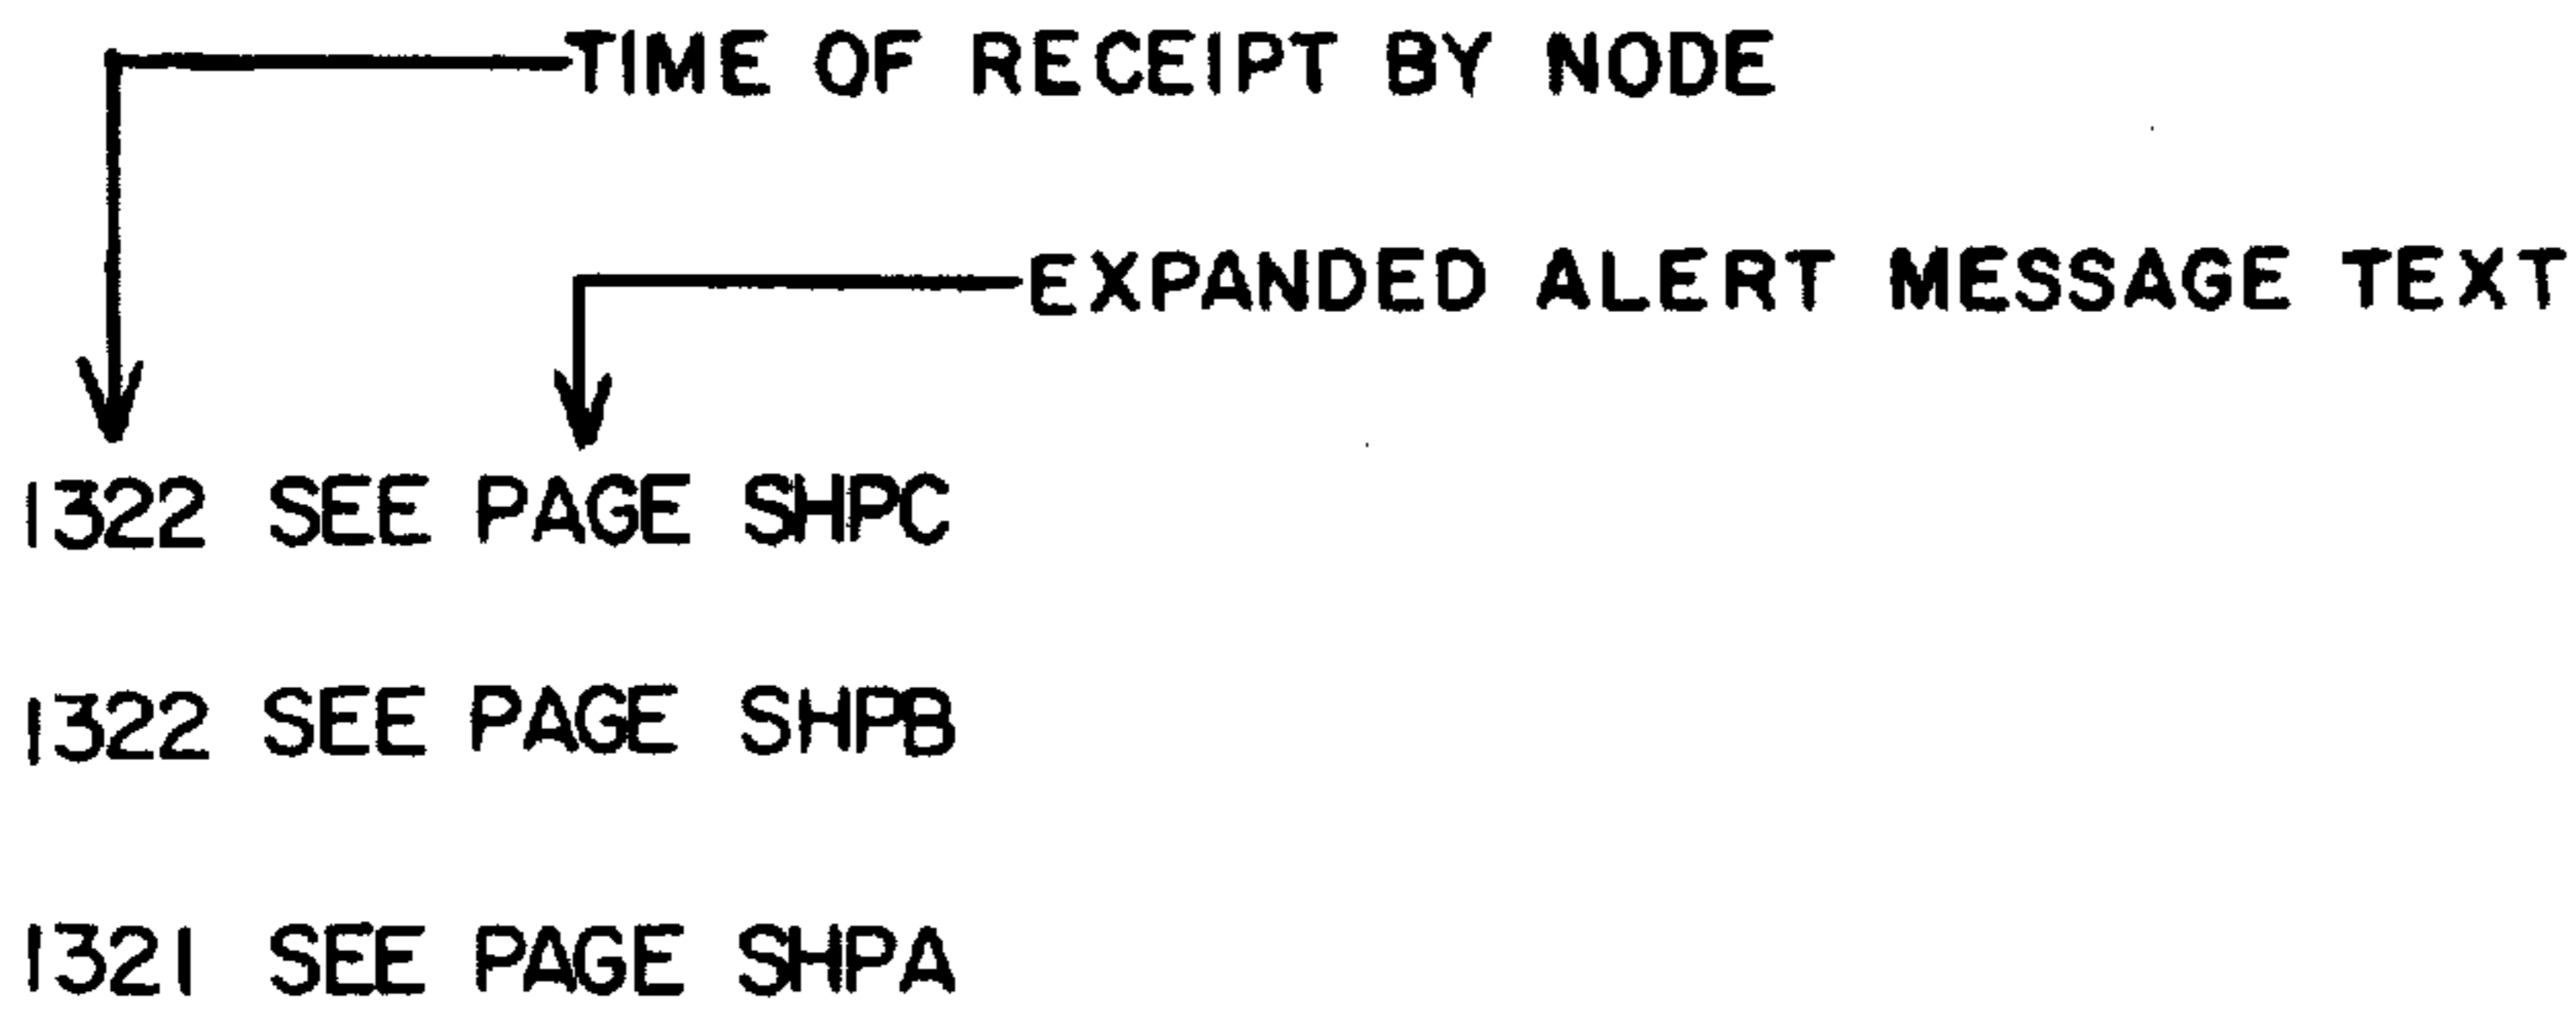 TIME OF RECEIPT BY NODE
EXPANDED ALERT MESSAGE TEXT
1322 SEE PAGE SHPC
1322 SEE PAGE SHPB
1321 SEE PAGE SHPA